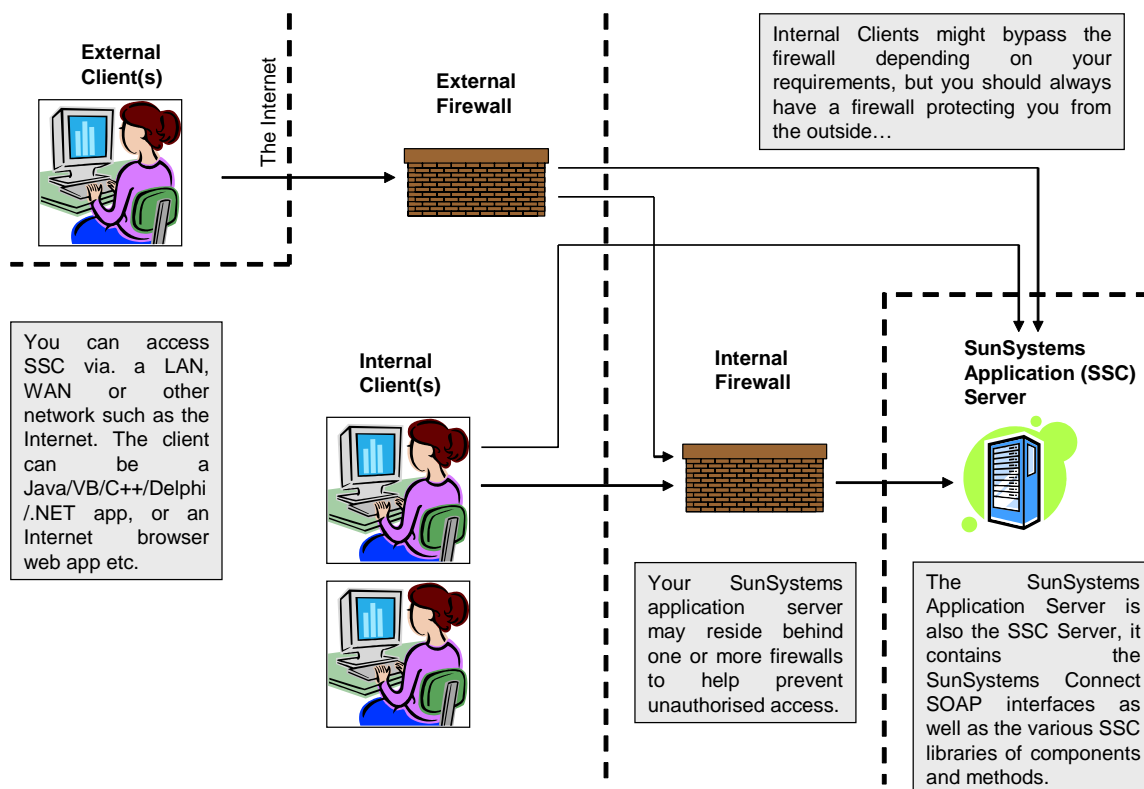 External
Client(s)
The Internet
External
Firewall
Internal Clients might bypass the
firewall depending on your
requirements, but you should always
have a firewall protecting you from
the outside…
You can access
SSC via. a LAN,
WAN or other
network such as the
Internet. The client
can be a
Java/VB/C++/Delphi
/.NET app, or an
Internet browser
web app etc.
Internal
Client(s)
Internal
Firewall
SunSystems
Application (SSC)
Server
Your SunSystems
application server
may reside behind
one or more firewalls
to help prevent
unauthorised access.
The SunSystems
Application Server is
also the SSC Server, it
contains the
SunSystems Connect
SOAP interfaces as
well as the various SSC
libraries of components
and methods.